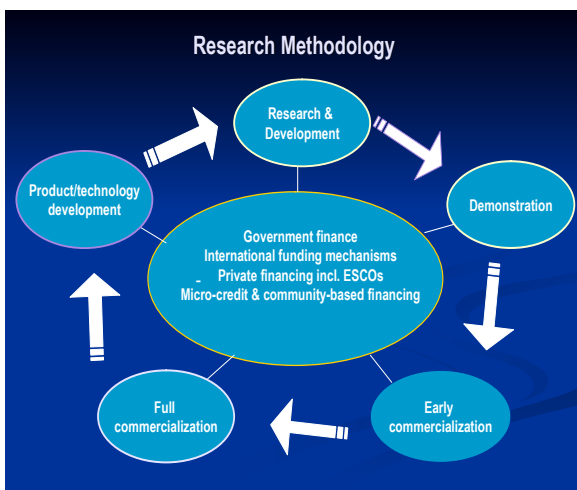 Research Methodology
Research &
Development
Product/technology
development
Demonstration
Government finance
International funding mechanisms
- Private financing incl. ESCOs
Micro-credit & community-based financing
Full
commercialization
Early
commercialization